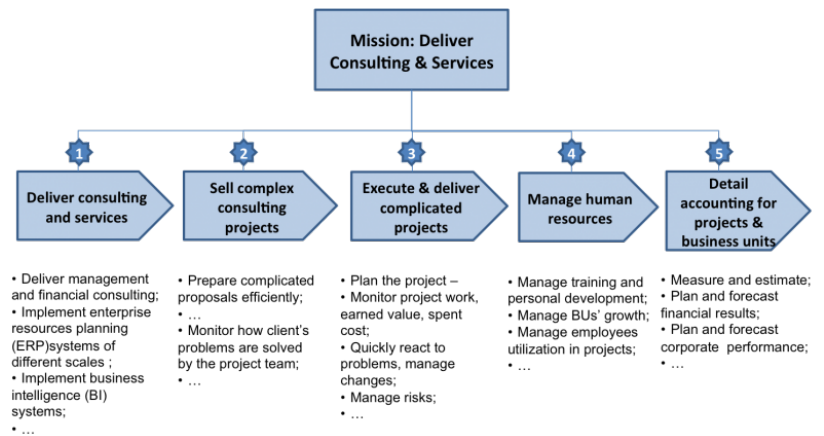 Mission: Deliver
Consulting & Services
1
2
3
4
5
Deliver consulting
and services
Sell complex
consulting
projects
Execute & deliver
complicated
projects
Manage human
resources
Detail
accounting for
projects &
business units
• Deliver management
and financial consulting;
• Implement enterprise
resources planning
(ERP)systems of
different scales ;
• Implement business
intelligence (BI)
systems;
• …
• Prepare complicated
proposals efficiently;
• …
• Monitor how client’s
problems are solved
by the project team;
• …
• Plan the project –
• Monitor project work,
earned value, spent
cost;
• Quickly react to
problems, manage
changes;
• Manage risks;
• …
• Manage training and
personal development;
• Manage BUs’ growth;
• Manage employees
utilization in projects;
• …
• Measure and estimate;
• Plan and forecast
financial results;
• Plan and forecast
corporate  performance;
• …